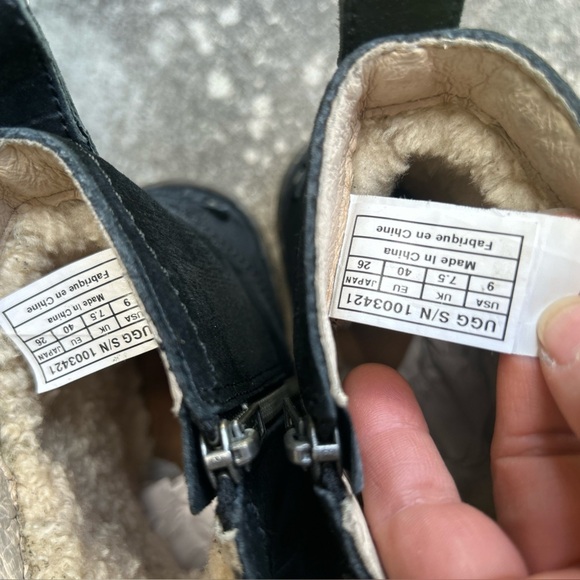 UGG S/N 1003421
USA UK EU JAPAN
9 7.5 40 26
Made in China
Fabriqué en Chine
UGG S/N 1003421
USA UK EU JAPAN
9 7.5 40 26
Made in China
Fabrique en Chine